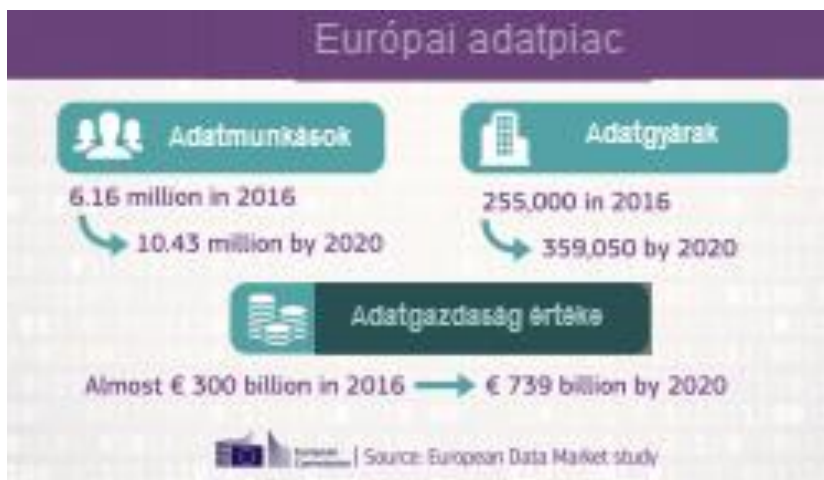 Európai adatpiac
Adatmunkások
6.16 million in 2016
10.43 million by 2020
Adatgyárak
255,000 in 2016
359,050 by 2020
Adatgazdaság értéke
Almost € 300 billion in 2016
€ 739 billion by 2020
European
Commission
| Source: European Data Market study